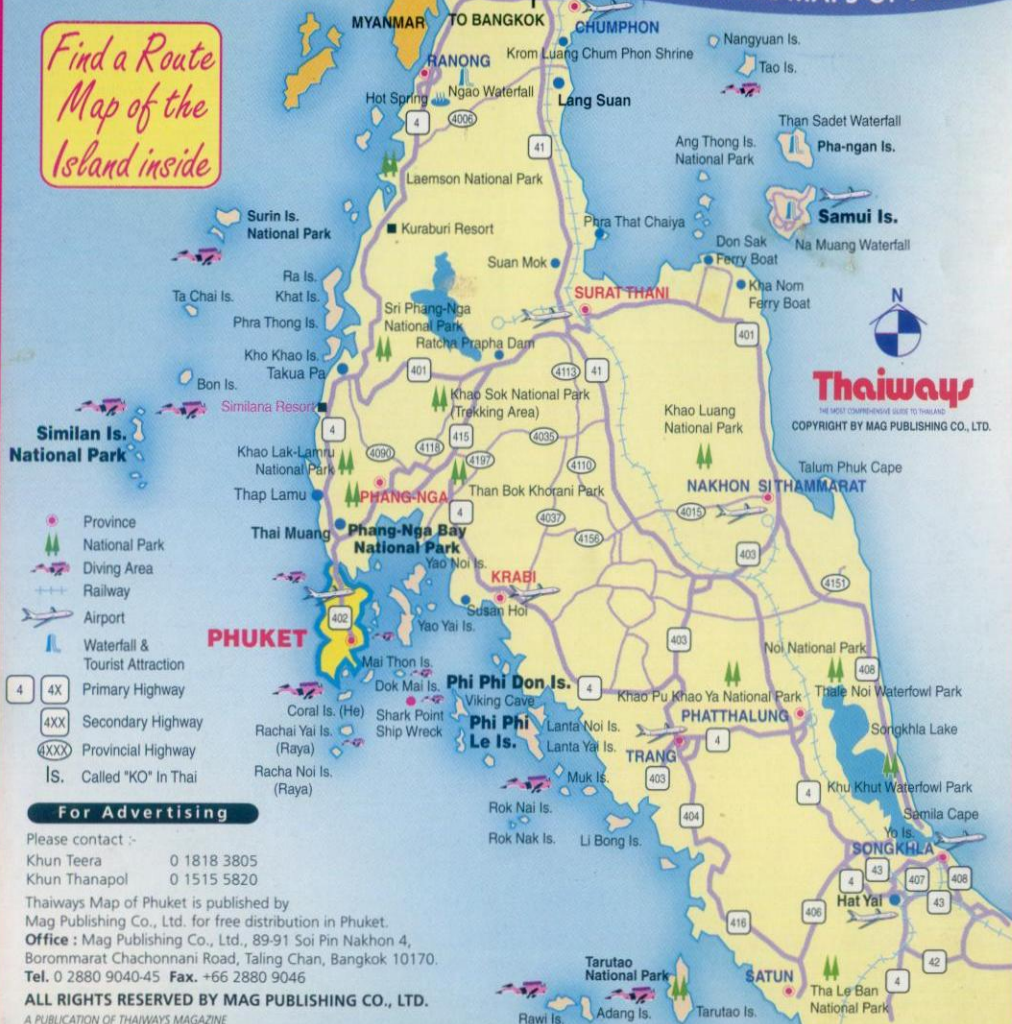 MAPS OF
Find a Route
Map of the
Island inside
MYANMAR
TO BANGKOK
CHUMPHON
Krom Luang Chum Phon Shrine
Nangyuan Is.
Tao Is.
RANONG
Ngao Waterfall
Hot Spring
Lang Suan
4
4006
41
Than Sadet Waterfall
Pha-ngan Is.
Ang Thong Is.
National Park
Laemson National Park
Surin Is.
National Park
Kuraburi Resort
Phra That Chaiya
Samui Is.
Na Muang Waterfall
Don Sak
Ferry Boat
Suan Mok
Kha Nom
Ferry Boat
Ra Is.
Khat Is.
Ta Chai Is.
Phra Thong Is.
SURAT THANI
N
Sri Phang-Nga
National Park
Ratcha Prapha Dam
401
Kho Khao Is.
Takua Pa
401
4113
41
Bon Is.
Similana Resort
Khao Sok National Park
(Trekking Area)
Khao Luang
National Park
Thaiways
THE MOST COMPREHENSIVE GUIDE TO THAILAND
COPYRIGHT BY MAG PUBLISHING CO., LTD.
Similan Is.
National Park
4
4090
4118
415
4197
4035
4110
Khao Lak-Lamru
National Park
Talum Phuk Cape
Thap Lamu
PHANG-NGA
Than Bok Khorani Park
NAKHON SI THAMMARAT
4
4037
4015
4156
Thai Muang
Phang-Nga Bay
National Park
403
Yao Noi Is.
KRABI
4151
Susan Hoi
402
PHUKET
Yao Yai Is.
403
Noi National Park
408
Mai Thon Is.
Dok Mai Is.
Phi Phi Don Is.
4
Khao Pu Khao Ya National Park
Thale Noi Waterfowl Park
Coral Is. (He)
Shark Point
Ship Wreck
Viking Cave
Phi Phi
Le Is.
Lanta Noi Is.
Lanta Yai Is.
PHATTHALUNG
Songkhla Lake
Rachai Yai Is.
(Raya)
TRANG
4
403
Racha Noi Is.
(Raya)
Muk Is.
4
Khu Khut Waterfowl Park
Rok Nai Is.
404
Samila Cape
Rok Nak Is.
Li Bong Is.
Yo Is.
SONGKHLA
43
4
407
408
Hat Yai
43
406
416
42
4
Tarutao
National Park
SATUN
Tha Le Ban
National Park
Rawi Is.
Adang Is.
Tarutao Is.
Province
National Park
Diving Area
Railway
Airport
Waterfall &
Tourist Attraction
4 4X Primary Highway
4XX Secondary Highway
4XXX Provincial Highway
Is. Called "KO" In Thai
For Advertising
Please contact :-
Khun Teera 0 1818 3805
Khun Thanapol 0 1515 5820
Thaiways Map of Phuket is published by
Mag Publishing Co., Ltd. for free distribution in Phuket.
Office : Mag Publishing Co., Ltd., 89-91 Soi Pin Nakhon 4,
Borommarat Chachonnani Road, Taling Chan, Bangkok 10170.
Tel. 0 2880 9040-45 Fax. +66 2880 9046
ALL RIGHTS RESERVED BY MAG PUBLISHING CO., LTD.
A PUBLICATION OF THAIWAYS MAGAZINE